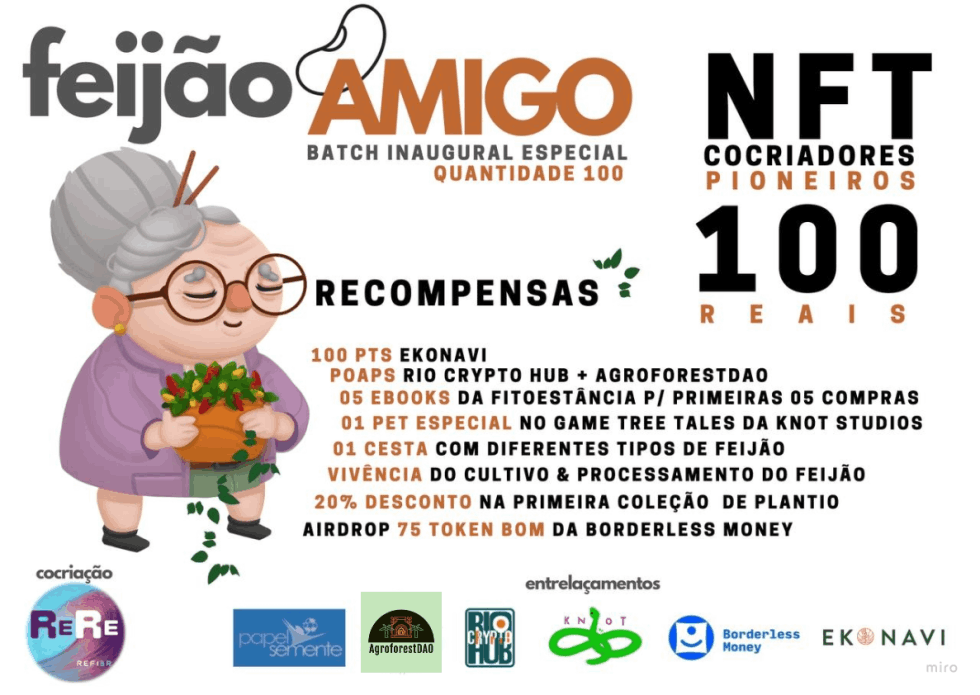 feijão AMIGO
BATCH INAUGURAL ESPECIAL
QUANTIDADE 100
NFT
COCRIADORES
PIONEIROS
100
REAIS
RECOMPENSAS
100 PTS EKONAVI
POAPS RIO CRYPTO HUB + AGROFORESTDAO
05 EBOOKS DA FITOESTÂNCIA P/ PRIMEIRAS 05 COMPRAS
01 PET ESPECIAL NO GAME TREE TALES DA KNOT STUDIOS
01 CESTA COM DIFERENTES TIPOS DE FEIJÃO
VIVÊNCIA DO CULTIVO & PROCESSAMENTO DO FEIJÃO
20% DESCONTO NA PRIMEIRA COLEÇÃO DE PLANTIO
AIRDROP 75 TOKEN BOM DA BORDERLESS MONEY
cocriação
RERE
REFIBR
entrelaçamentos
papel
semente
AgroforestDAO
RIO
CRYPTO
HUB
KNOT
Borderless
Money
EKONAVI
miro